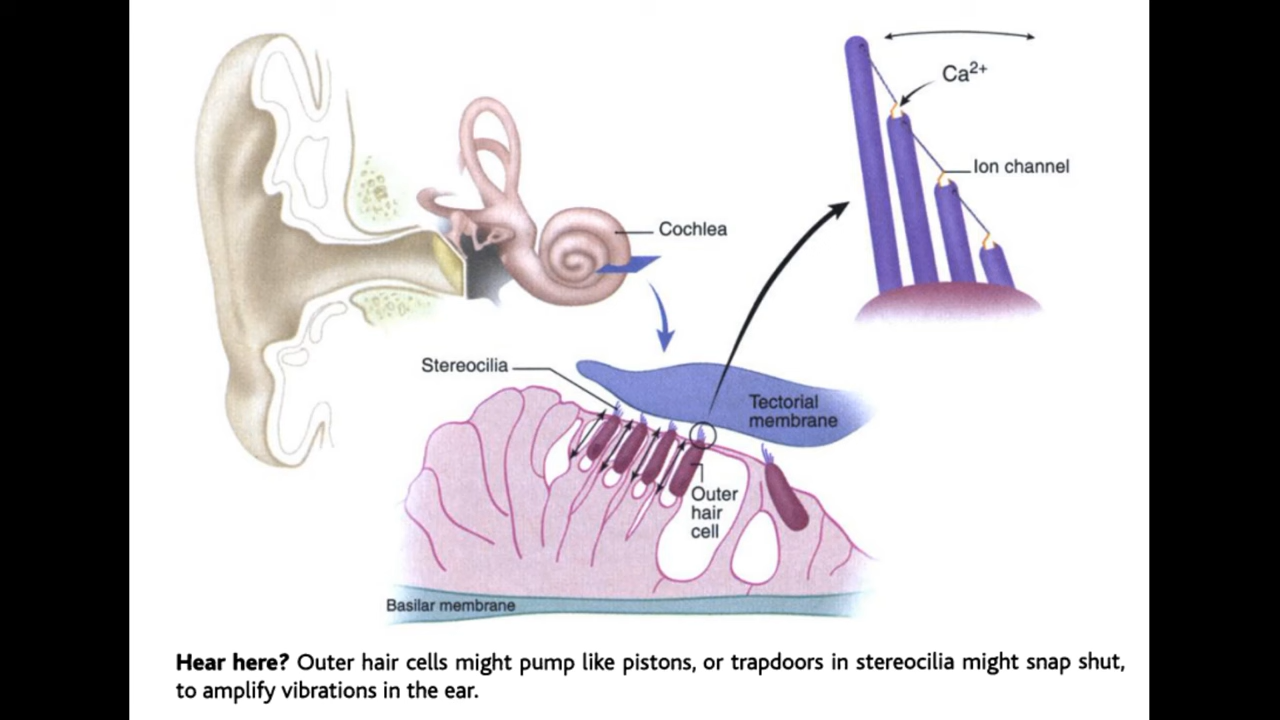 Ca²⁺
Ion channel
Cochlea
Stereocilia
Tectorial
membrane
Outer
hair
cell
Basilar membrane
Hear here? Outer hair cells might pump like pistons, or trapdoors in stereocilia might snap shut,
to amplify vibrations in the ear.